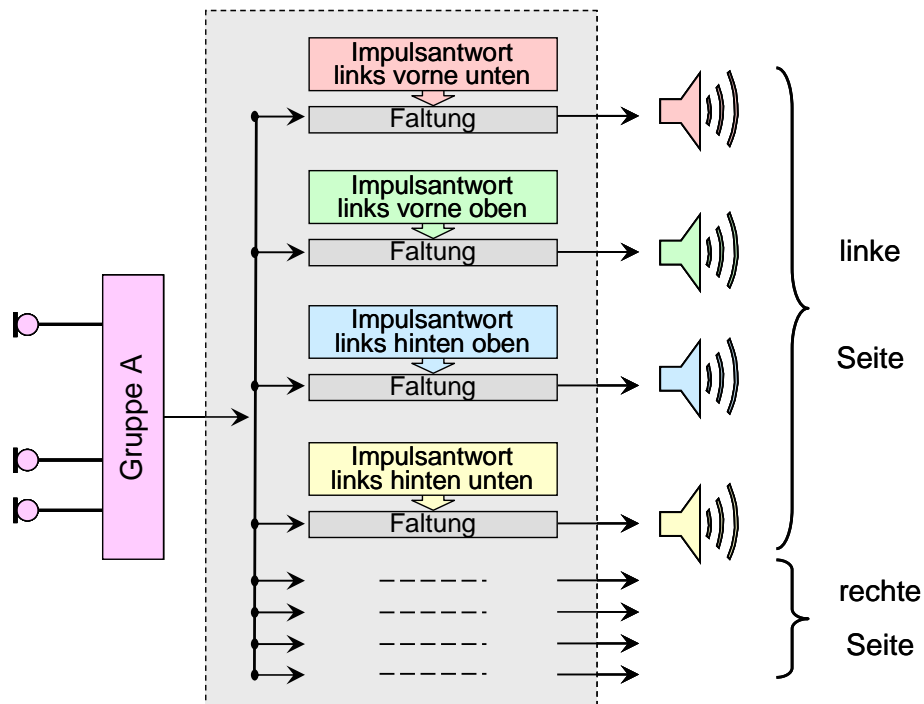 Impulsantwort
links vorne unten
Faltung
Impulsantwort
links vorne oben
Faltung
Impulsantwort
links hinten oben
Faltung
Impulsantwort
links hinten unten
Faltung
Gruppe A
linke
Seite
rechte
Seite